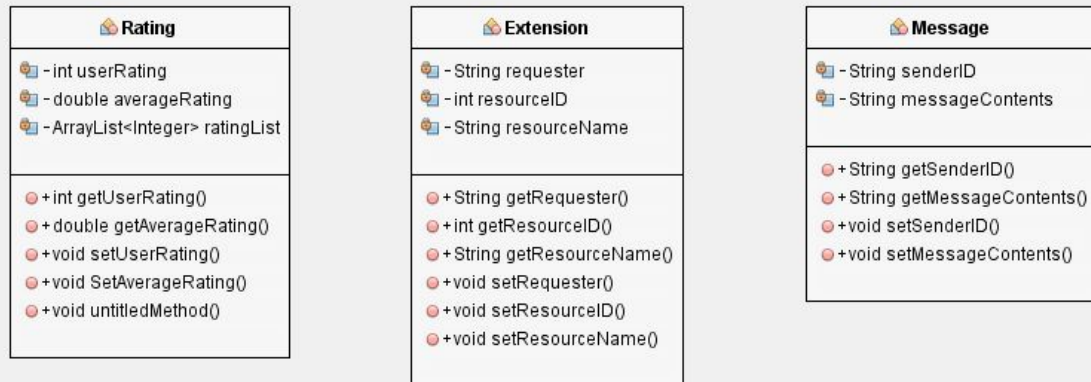 Rating
- int userRating
- double averageRating
- ArrayList<Integer> ratingList
+ int getUserRating()
+ double getAverageRating()
+ void setUserRating()
+ void SetAverageRating()
+ void untitledMethod()
Extension
- String requester
- int resourceID
- String resourceName
+ String getRequester()
+ int getResourceID()
+ String getResourceName()
+ void setRequester()
+ void setResourceID()
+ void setResourceName()
Message
- String senderID
- String messageContents
+ String getSenderID()
+ String getMessageContents()
+ void setSenderID()
+ void setMessageContents()